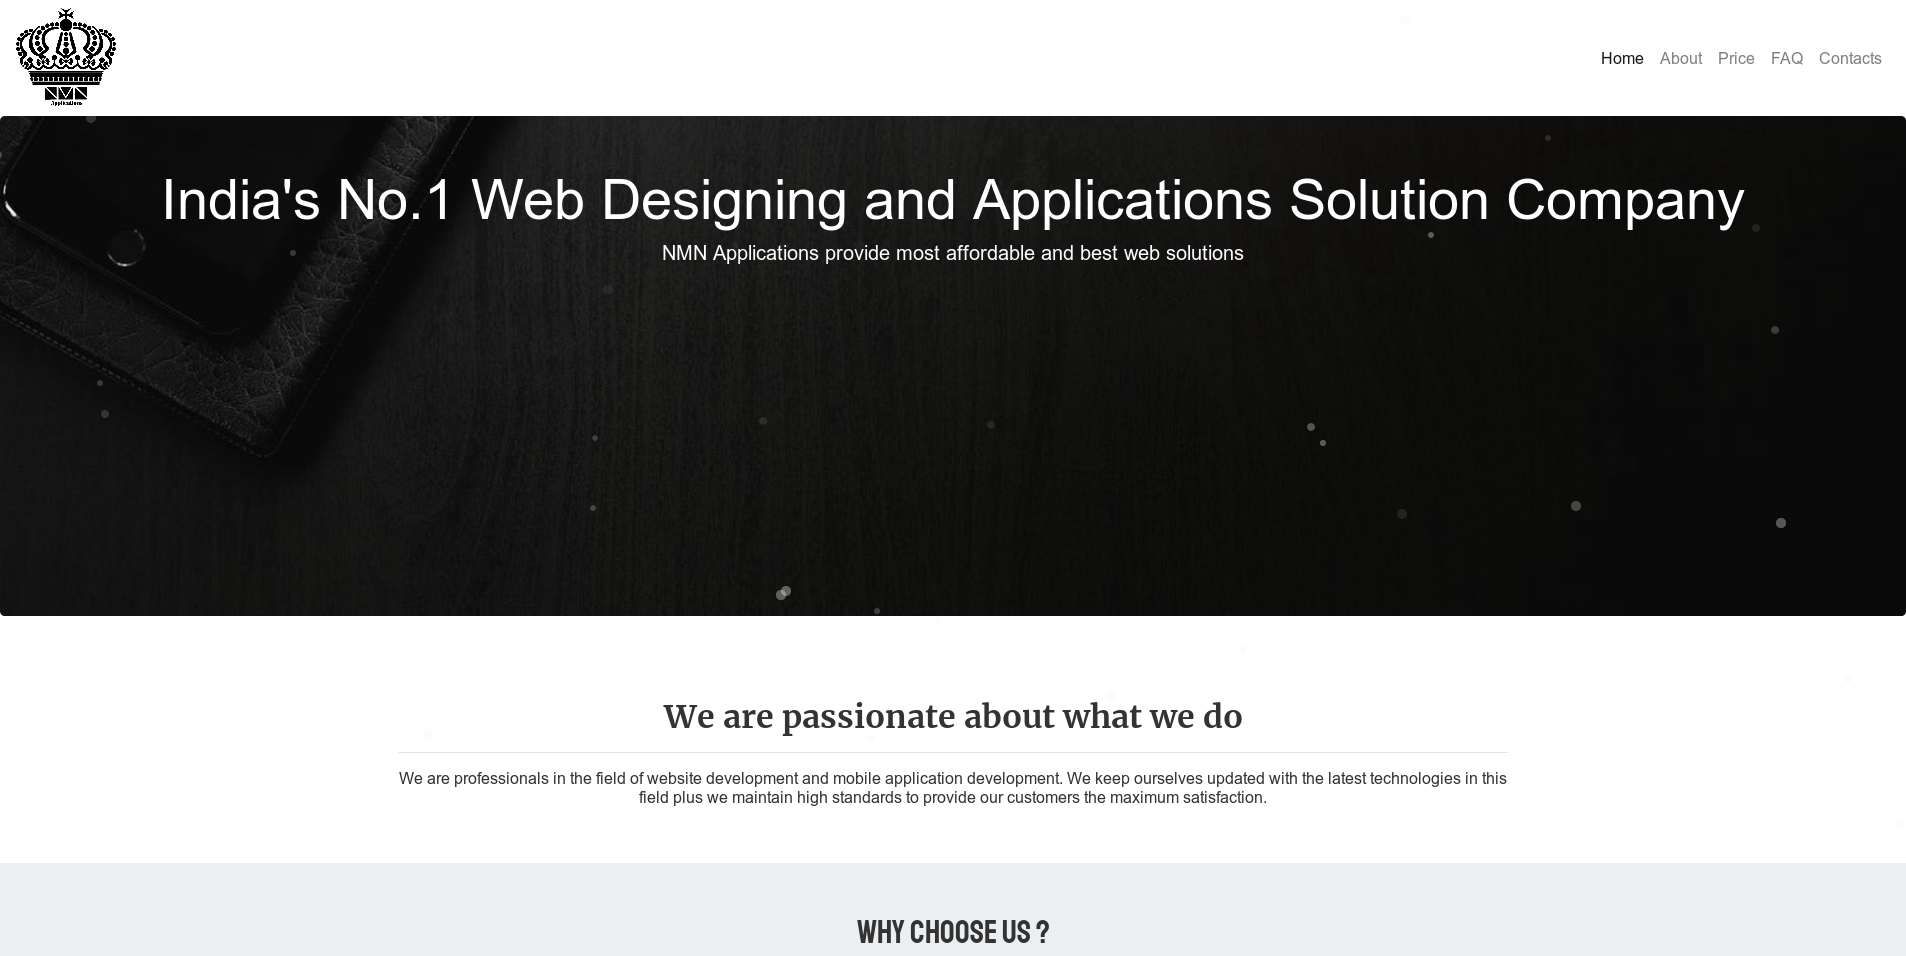 NMN
Applications
Home About Price FAQ Contacts
India's No.1 Web Designing and Applications Solution Company
NMN Applications provide most affordable and best web solutions
We are passionate about what we do
We are professionals in the field of website development and mobile application development. We keep ourselves updated with the latest technologies in this
field plus we maintain high standards to provide our customers the maximum satisfaction.
WHY CHOOSE US ?